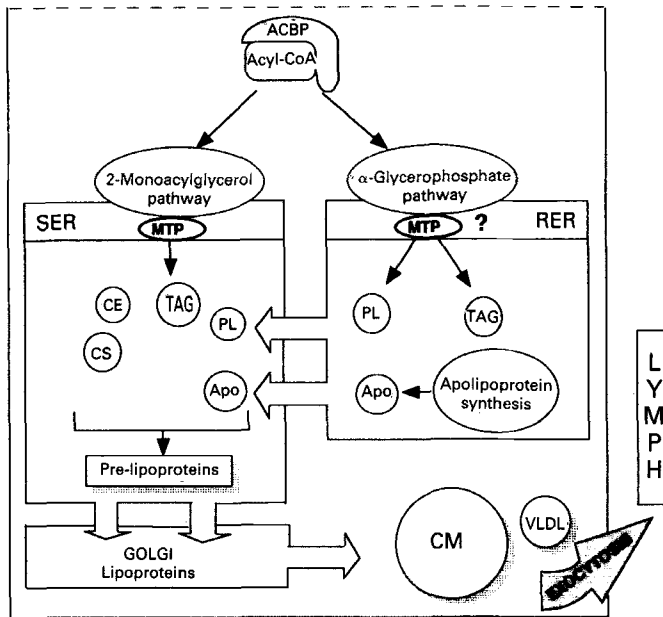 ACBP
Acyl-CoA
2-Monoacylglycerol
pathway
α-Glycerophosphate
pathway
SER
MTP
MTP
?
RER
CE
TAG
PL
CS
Apo
PL
TAG
Apo
Apolipoprotein
synthesis
Pre-lipoproteins
GOLGI
Lipoproteins
CM
VLDL
EXOCYTOSIS
L
Y
M
P
H